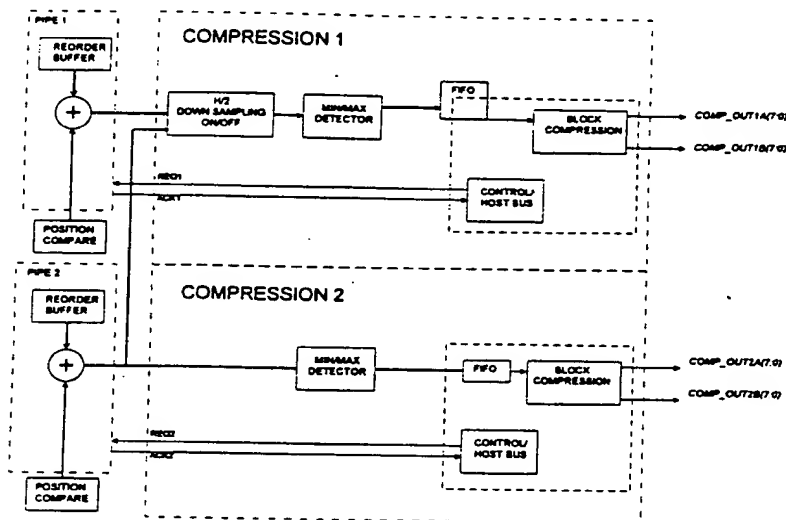 PIPE 1
REORDER
BUFFER
+
POSITION
COMPARE
COMPRESSION 1
H/2
DOWN SAMPLING
ON/OFF
MIN/MAX
DETECTOR
FIFO
BLOCK
COMPRESSION
COMP_OUT1A(7:0)
COMP_OUT1B(7:0)
REQ1
ACK1
CONTROL/
HOST BUS
PIPE 2
REORDER
BUFFER
+
POSITION
COMPARE
COMPRESSION 2
MIN/MAX
DETECTOR
FIFO
BLOCK
COMPRESSION
COMP_OUT2A(7:0)
COMP_OUT2B(7:0)
REQ2
ACK2
CONTROL/
HOST BUS